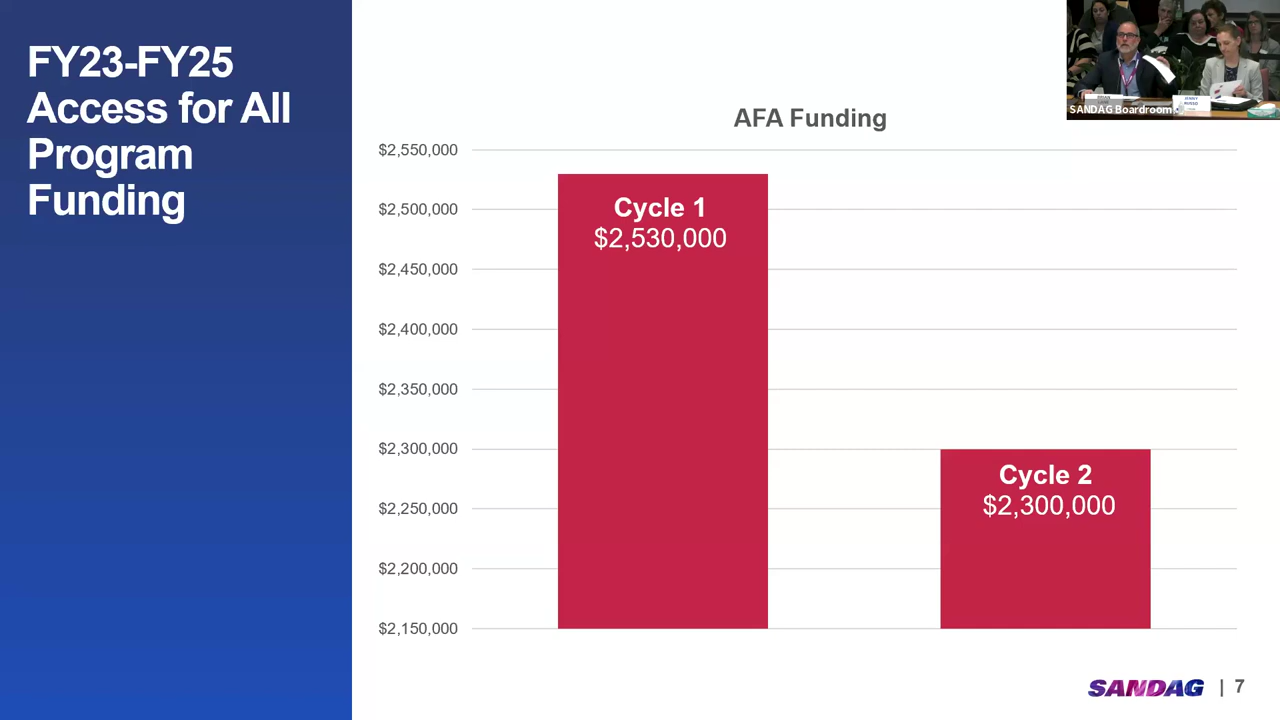 FY23-FY25
Access for All
Program
Funding
AFA Funding
$2,550,000
$2,500,000
$2,450,000
$2,400,000
$2,350,000
$2,300,000
$2,250,000
$2,200,000
$2,150,000
Cycle 1
$2,530,000
Cycle 2
$2,300,000
SANDAG Boardroom
SANDAG | 7